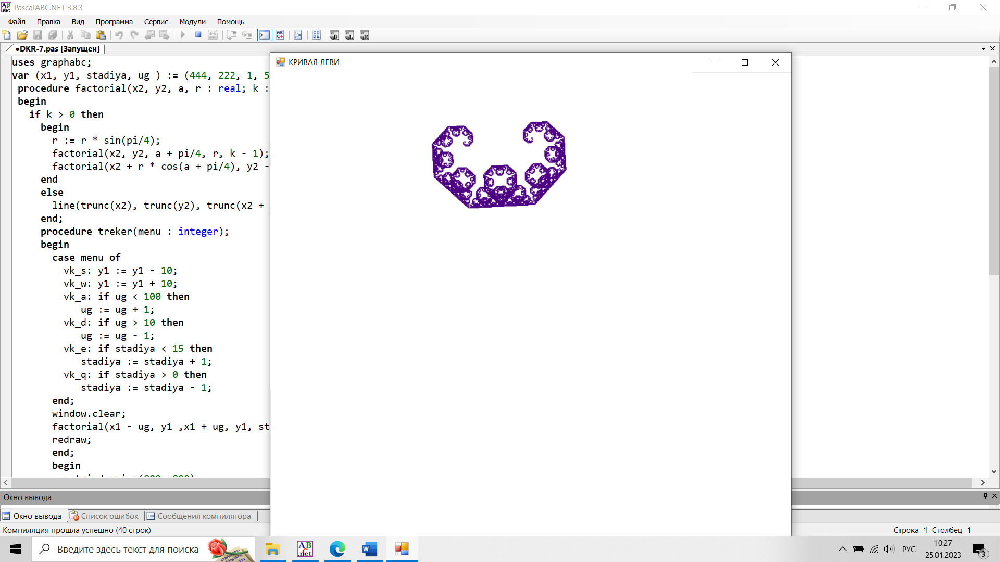 PascalABC.NET 3.8.3
Файл Правка Вид Программа Сервис Модули Помощь
•DKR-7.pas [Запущен]
uses graphabc;
var (x1, y1, stadiya, ug ) := (444, 222, 1, 5
procedure factorial(x2, y2, a, r : real; k :
begin
if k > 0 then
begin
r := r * sin(pi/4);
factorial(x2, y2, a + pi/4, r, k - 1);
factorial(x2 + r * cos(a + pi/4), y2 -
end
else
line(trunc(x2), trunc(y2), trunc(x2 +
end;
procedure treker(menu : integer);
begin
case menu of
vk_s: y1 := y1 - 10;
vk_w: y1 := y1 + 10;
vk_a: if ug < 100 then
ug := ug + 1;
vk_d: if ug > 10 then
ug := ug - 1;
vk_e: if stadiya < 15 then
stadiya := stadiya + 1;
vk_q: if stadiya > 0 then
stadiya := stadiya - 1;
end;
window.clear;
factorial(x1 - ug, y1 ,x1 + ug, y1, st
redraw;
end;
begin
КРИВАЯ ЛЕВИ
Окно вывода
Окно вывода Список ошибок Сообщения компилятора
Компиляция прошла успешно (40 строк)
Строка 1 Столбец 1
Введите здесь текст для поиска
РУС
10:27
25.01.2023
3